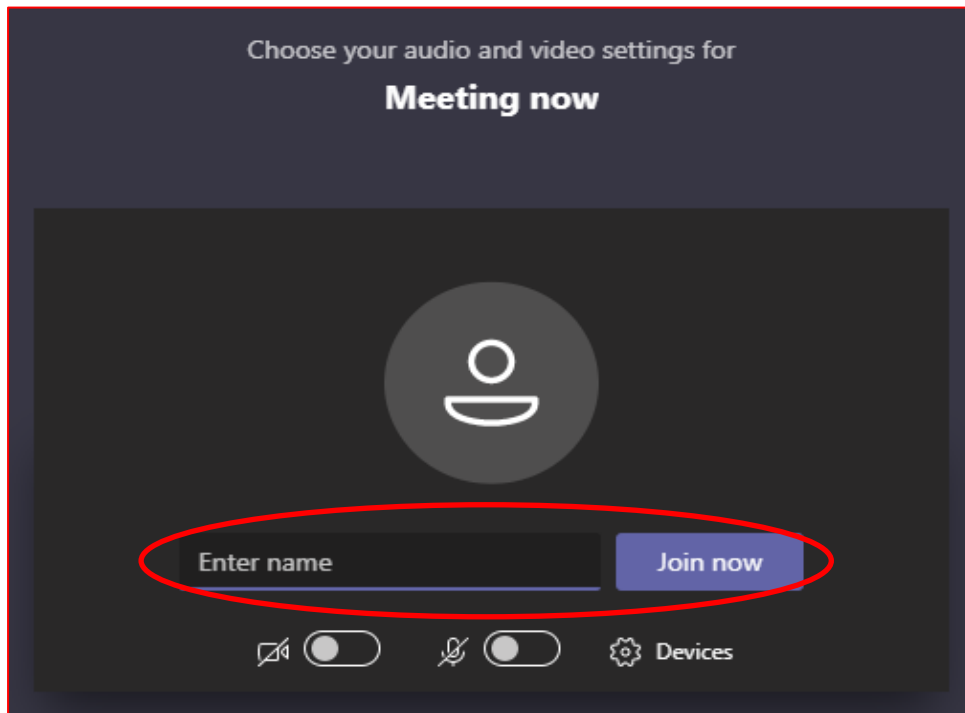 Choose your audio and video settings for
Meeting now
Enter name
Join now
Devices